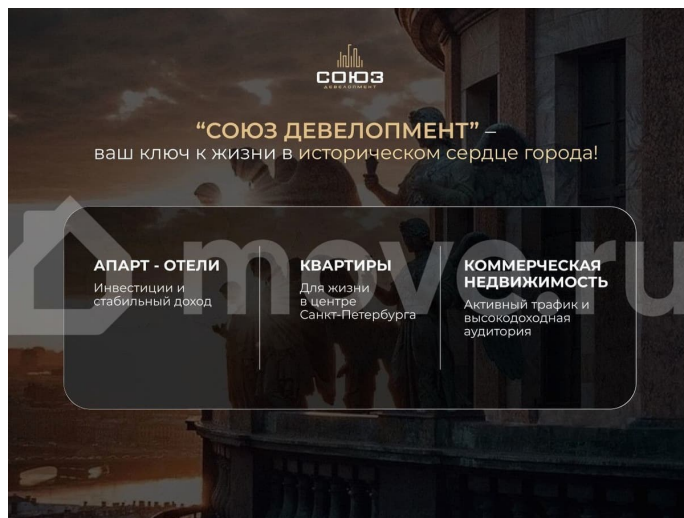 СОЮЗ
ДЕВЕЛОПМЕНТ
“СОЮЗ ДЕВЕЛОПМЕНТ” –
ваш ключ к жизни в историческом сердце города!
move.ru
АПАРТ - ОТЕЛИ
Инвестиции и
стабильный доход
КВАРТИРЫ
Для жизни
в центре
Санкт-Петербурга
КОММЕРЧЕСКАЯ
НЕДВИЖИМОСТЬ
Активный трафик и
высокодоходная
аудитория